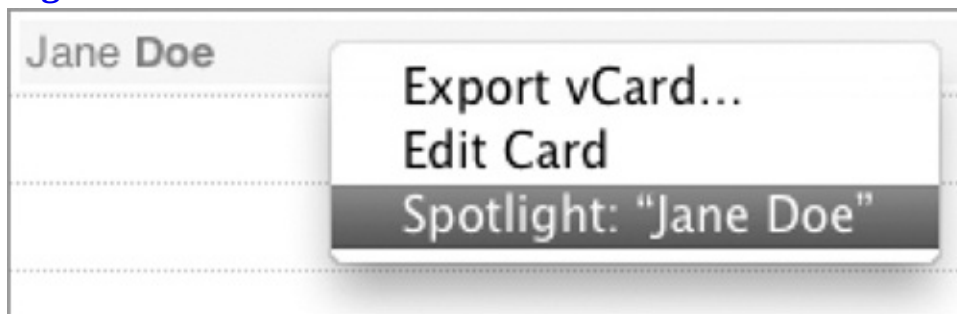 Jane Doe
Export vCard...
Edit Card
Spotlight: “Jane Doe”